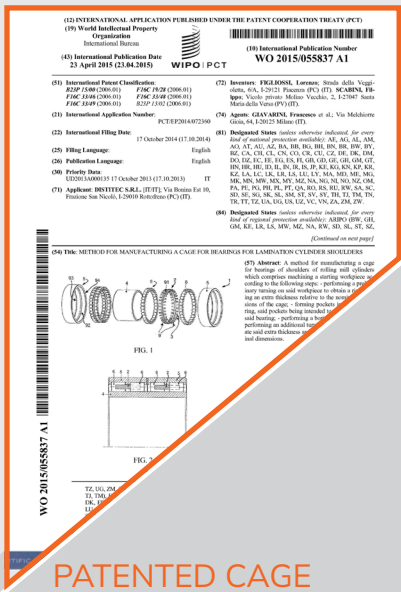 (12) INTERNATIONAL APPLICATION PUBLISHED UNDER THE PATENT COOPERATION TREATY (PCT)
(19) World Intellectual Property
Organization
International Bureau
WIPO | PCT
(43) International Publication Date
23 April 2015 (23.04.2015)
(10) International Publication Number
WO 2015/055837 A1
(51) International Patent Classification:
B23P 15/00 (2006.01) F16C 19/28 (2006.01)
F16C 33/46 (2006.01) F16C 33/48 (2006.01)
F16C 33/49 (2006.01) B23P 13/02 (2006.01)
(21) International Application Number:
PCT/EP2014/072360
(22) International Filing Date:
17 October 2014 (17.10.2014)
(25) Filing Language: English
(26) Publication Language: English
(30) Priority Data:
UD2013A000135 17 October 2013 (17.10.2013) IT
(71) Applicant: DISTITEC S.R.L. [IT/IT]; Via Bonina Est 10,
Frazione San Nicolò, I-29010 Rottofreno (PC) (IT).
(72) Inventors: FIGLIOSSI, Lorenzo; Strada della Veggi-
oletta, 6/A, I-29121 Piacenza (PC) (IT). SCABINI, Fil-
ippo; Vicolo privato Molino Vecchio, 2, I-27047 Santa
Maria della Versa (PV) (IT).
(74) Agents: GIAVARINI, Francesco et al.; Via Melchiorre
Gioia, 64, I-20125 Milano (IT).
(81) Designated States (unless otherwise indicated, for every
kind of national protection available): AE, AG, AL, AM,
AO, AT, AU, AZ, BA, BB, BG, BH, BN, BR, BW, BY,
BZ, CA, CH, CL, CN, CO, CR, CU, CZ, DE, DK, DM,
DO, DZ, EC, EE, EG, ES, FI, GB, GD, GE, GH, GM, GT,
HN, HR, HU, ID, IL, IN, IR, IS, JP, KE, KG, KN, KP, KR,
KZ, LA, LC, LK, LR, LS, LU, LY, MA, MD, ME, MG,
MK, MN, MW, MX, MY, MZ, NA, NG, NI, NO, NZ, OM,
PA, PE, PG, PH, PL, PT, QA, RO, RS, RU, RW, SA, SC,
SD, SE, SG, SK, SL, SM, ST, SV, SY, TH, TJ, TM, TN,
TR, TT, TZ, UA, UG, US, UZ, VC, VN, ZA, ZM, ZW.
(84) Designated States (unless otherwise indicated, for every
kind of regional protection available): ARIPO (BW, GH,
GM, KE, LR, LS, MW, MZ, NA, RW, SD, SL, ST, SZ,
[Continued on next page]
(54) Title: METHOD FOR MANUFACTURING A CAGE FOR BEARINGS FOR LAMINATION CYLINDER SHOULDERS
(57) Abstract: A method for manufacturing a cage
for bearings of shoulders of rolling mill cylinders
which comprises machining a starting workpiece ac-
cording to the following steps: - performing a
inary turning on said workpiece to obtain a
ing an extra thickness relative to the
sions of the cage; - forming pockets
ring, said pockets being intended
said bearing, - performing a
performing an additional
ate said extra thickness
inal dimensions.
FIG. 1
FIG. 2
TZ, UG, ZM,
TJ, TM),
DK, EE
WO 2015/055837 A1
PATENTED CAGE